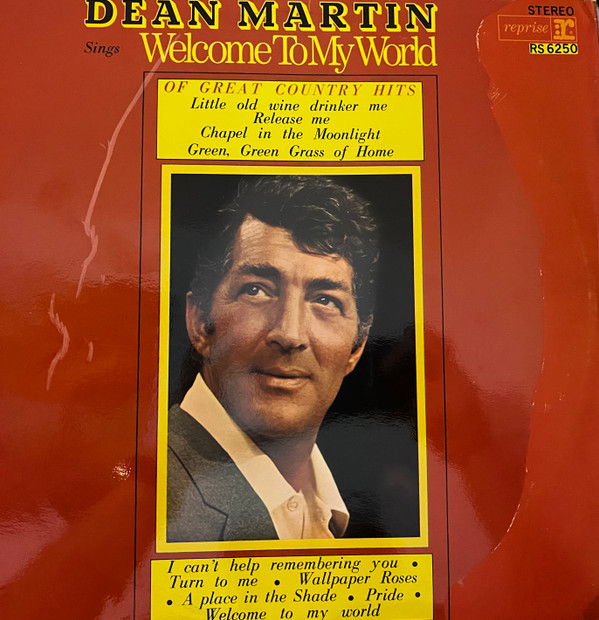 DEAN MARTIN
Sings Welcome To My World
STEREO
reprise r
RS 6250
OF GREAT COUNTRY HITS
Little old wine drinker me
Release me
Chapel in the Moonlight
Green, Green Grass of Home
I can't help remembering you •
Turn to me • Wallpaper Roses
• A place in the Shade • Pride •
Welcome to my world